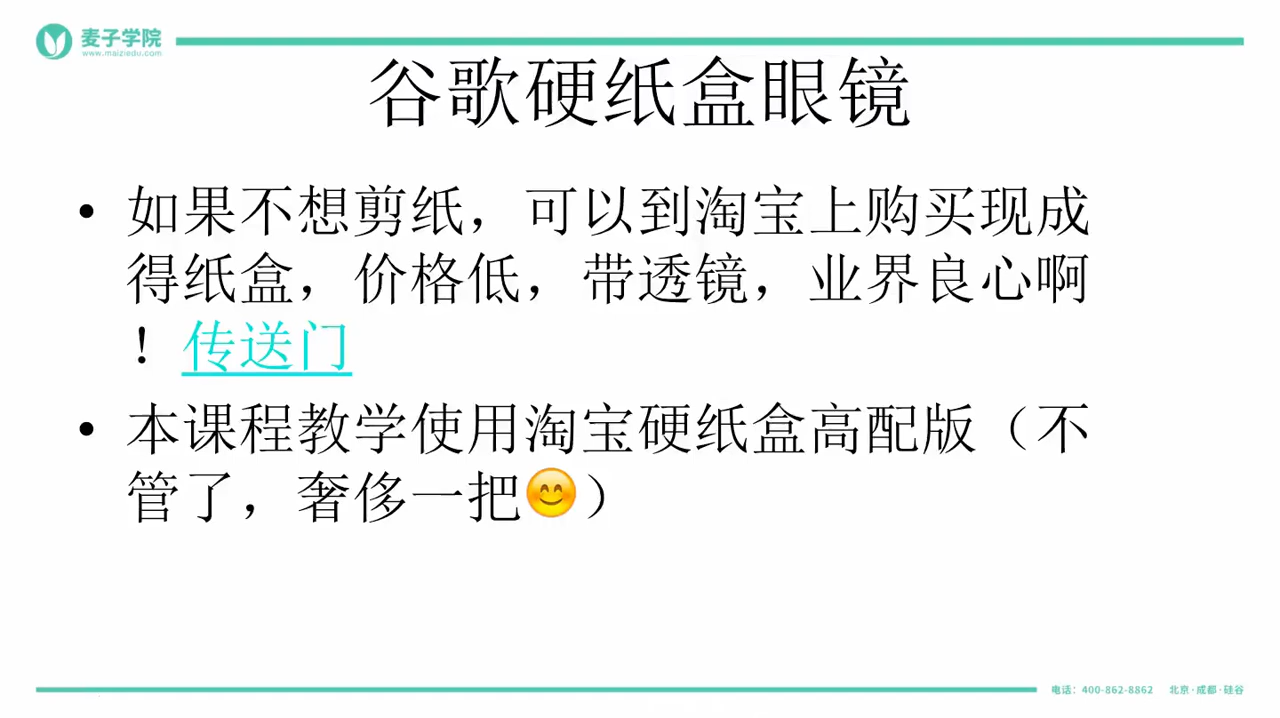 麦子学院
www.maiziedu.com
谷歌硬纸盒眼镜
• 如果不想剪纸，可以到淘宝上购买现成
得纸盒，价格低，带透镜，业界良心啊
！传送门
• 本课程教学使用淘宝硬纸盒高配版（不
管了，奢侈一把😊）
电话：400-862-8862 北京·成都·硅谷